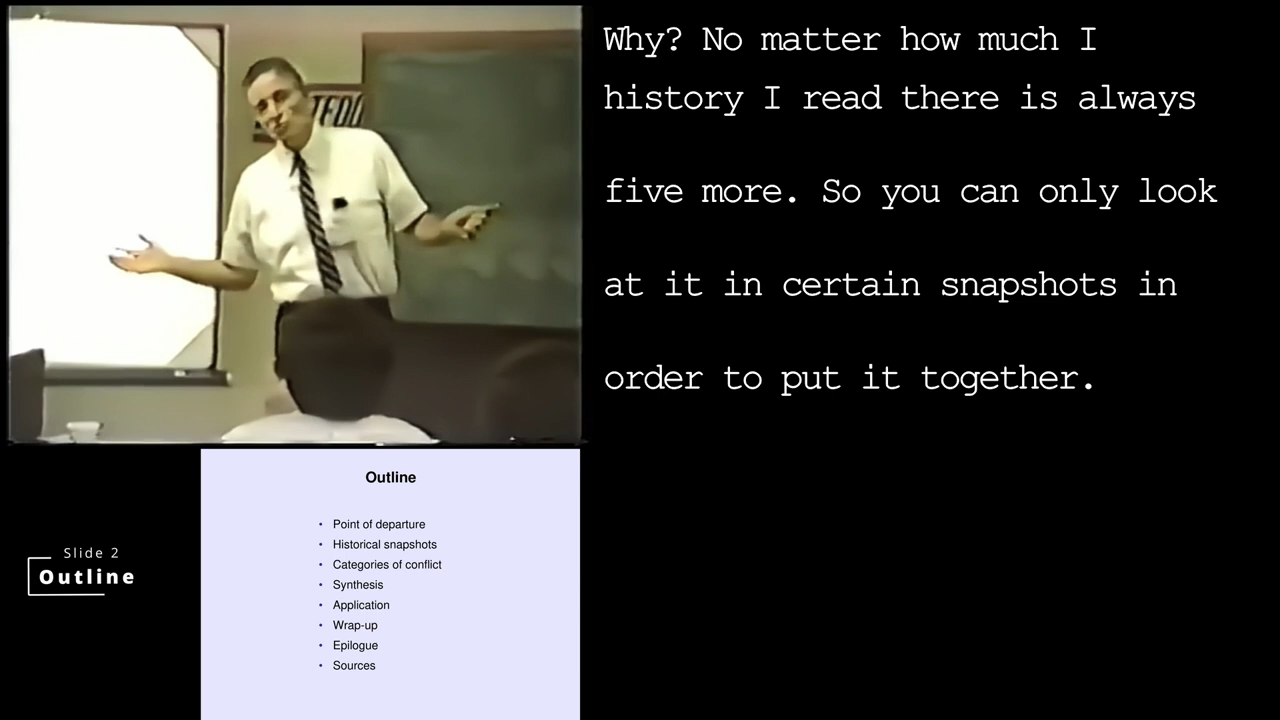 Why? No matter how much I
history I read there is always
five more. So you can only look
at it in certain snapshots in
order to put it together.
Slide 2
Outline
Outline
• Point of departure
• Historical snapshots
• Categories of conflict
• Synthesis
• Application
• Wrap-up
• Epilogue
• Sources